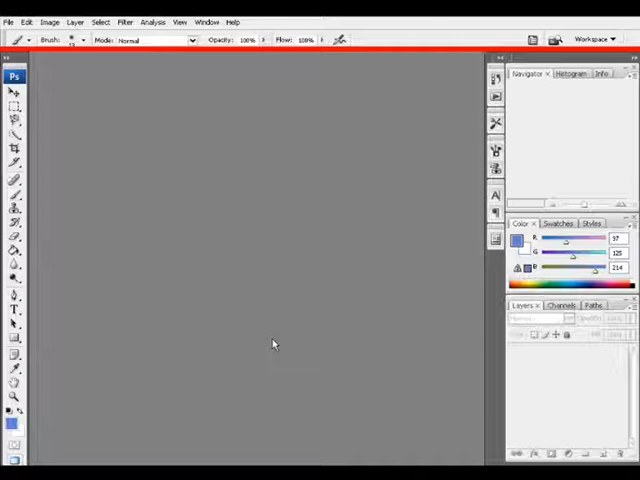 File Edit Image Layer Select Filter Analysis View Window Help
Brush: 13 Mode: Normal Opacity: 100% Flow: 100% Workspace
Ps
Navigator Histogram Info
Color Swatches Styles
R 97
G 125
B 214
Layers Channels Paths
T
A